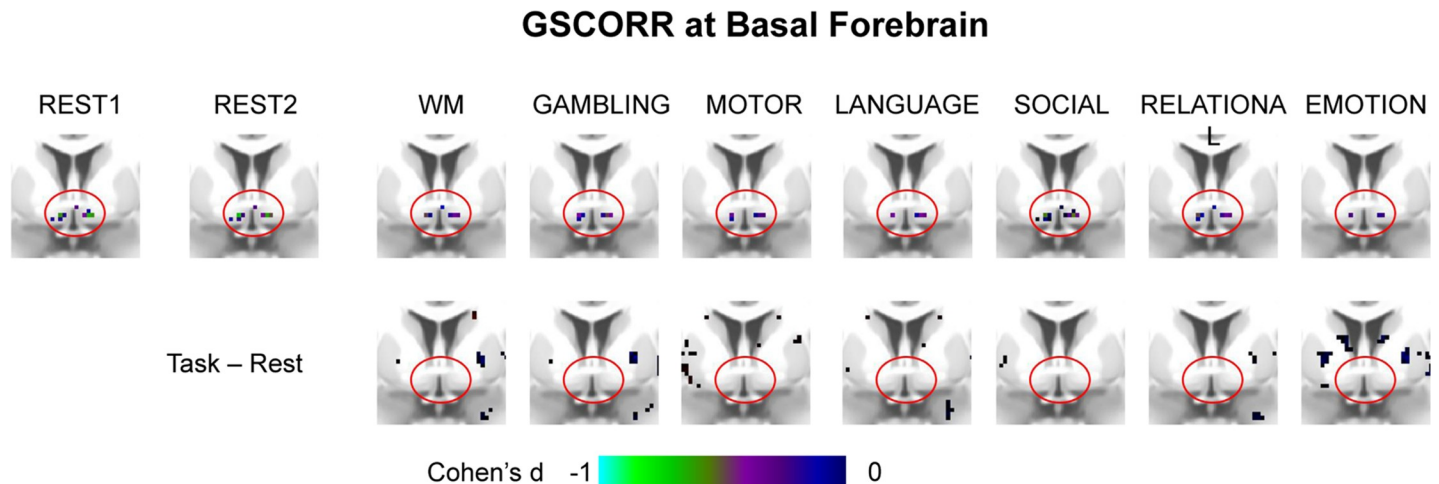 GSCORR at Basal Forebrain
REST1 REST2 WM GAMBLING MOTOR LANGUAGE SOCIAL RELATIONA EMOTION
L
Task – Rest
Cohen’s d -1 0